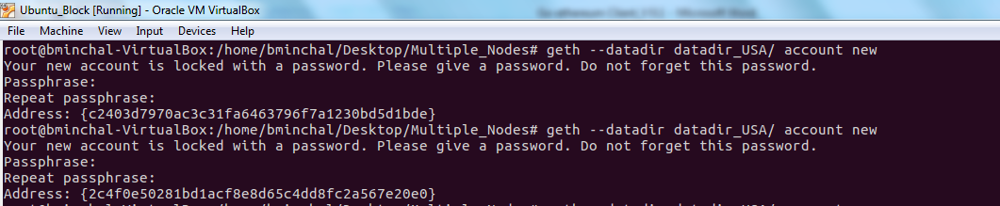 Ubuntu_Block [Running] - Oracle VM VirtualBox
File Machine View Input Devices Help
root@bminchal-VirtualBox:/home/bminchal/Desktop/Multiple_Nodes# geth --datadir datadir_USA/ account new
Your new account is locked with a password. Please give a password. Do not forget this password.
Passphrase:
Repeat passphrase:
Address: {c2403d7970ac3c31fa6463796f7a1230bd5d1bde}
root@bminchal-VirtualBox:/home/bminchal/Desktop/Multiple_Nodes# geth --datadir datadir_USA/ account new
Your new account is locked with a password. Please give a password. Do not forget this password.
Passphrase:
Repeat passphrase:
Address: {2c4f0e50281bd1acf8e8d65c4dd8fc2a567e20e0}